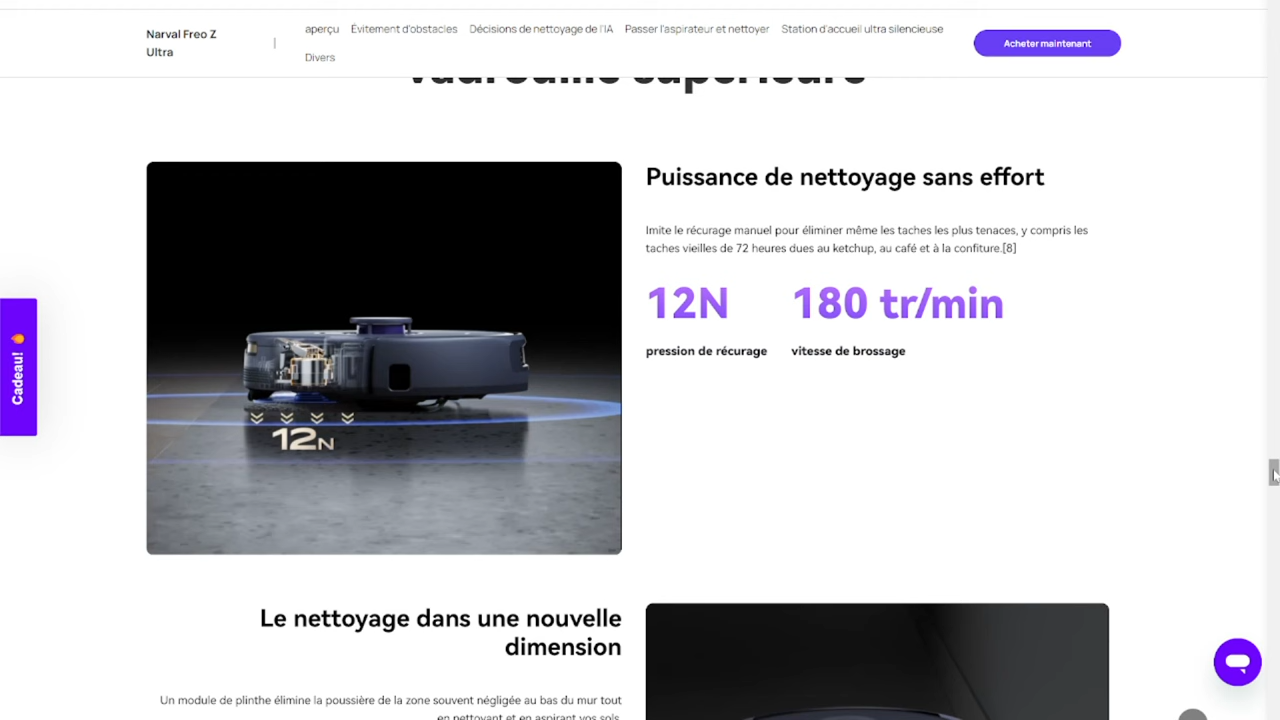 Narval Freo Z
Ultra
|
aperçu Évitement d'obstacles Décisions de nettoyage de l'IA Passer l'aspirateur et nettoyer Station d'accueil ultra silencieuse
Divers
Acheter maintenant
vadrouille supérieure
Puissance de nettoyage sans effort
Imite le récurage manuel pour éliminer même les taches les plus tenaces, y compris les
taches vieilles de 72 heures dues au ketchup, au café et à la confiture.[8]
12N 180 tr/min
pression de récurage vitesse de brossage
12N
Cadeau!
Le nettoyage dans une nouvelle
dimension
Un module de plinthe élimine la poussière de la zone souvent négligée au bas du mur tout
en nettoyant et en aspirant vos sols.